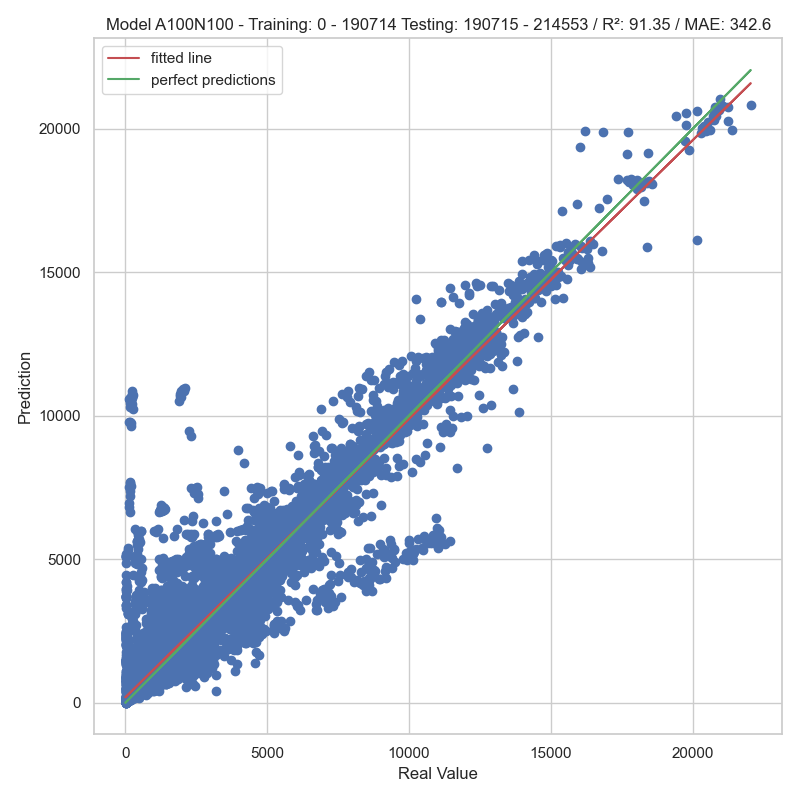 Model A100N100 - Training: 0 - 190714 Testing: 190715 - 214553 / R²: 91.35 / MAE: 342.6
fitted line
perfect predictions
20000
15000
10000
5000
0
Prediction
0 5000 10000 15000 20000
Real Value